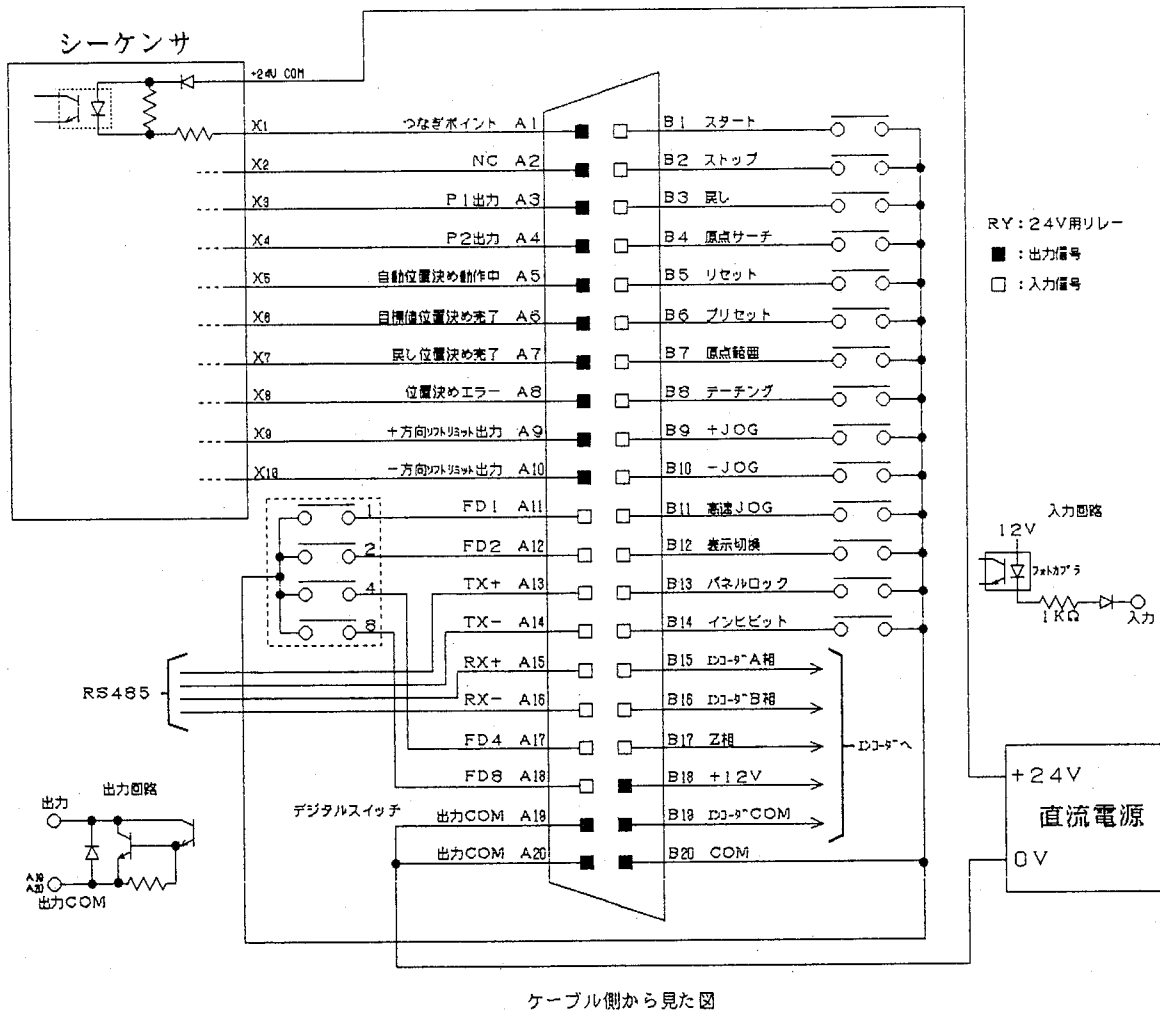 シーケンサ
+24V COM
X1 つなぎポイント A1
X2 NC A2
X3 P1出力 A3
X4 P2出力 A4
X5 自動位置決め動作中 A5
X6 目標値位置決め完了 A6
X7 戻し位置決め完了 A7
X8 位置決めエラー A8
X9 +方向ソフトリミット出力 A9
X10 −方向ソフトリミット出力 A10
1 FD1 A11
2 FD2 A12
4 TX+ A13
8 TX− A14
RX+ A15
RX− A16
FD4 A17
FD8 A18
出力COM A19
出力COM A20
RS485
デジタルスイッチ
B1 スタート
B2 ストップ
B3 戻し
B4 原点サーチ
B5 リセット
B6 プリセット
B7 原点範囲
B8 テーチング
B9 +JOG
B10 −JOG
B11 高速JOG
B12 表示切換
B13 パネルロック
B14 インヒビット
B15 エンコーダA相
B16 エンコーダB相
B17 Z相
B18 +12V
B19 エンコーダCOM
B20 COM
エンコーダへ
RY:24V用リレー
■:出力信号
□:入力信号
入力回路
12V
フォトカプラ
1KΩ
入力
+24V
直流電源
0V
出力回路
出力
A19
A20
出力COM
ケーブル側から見た図